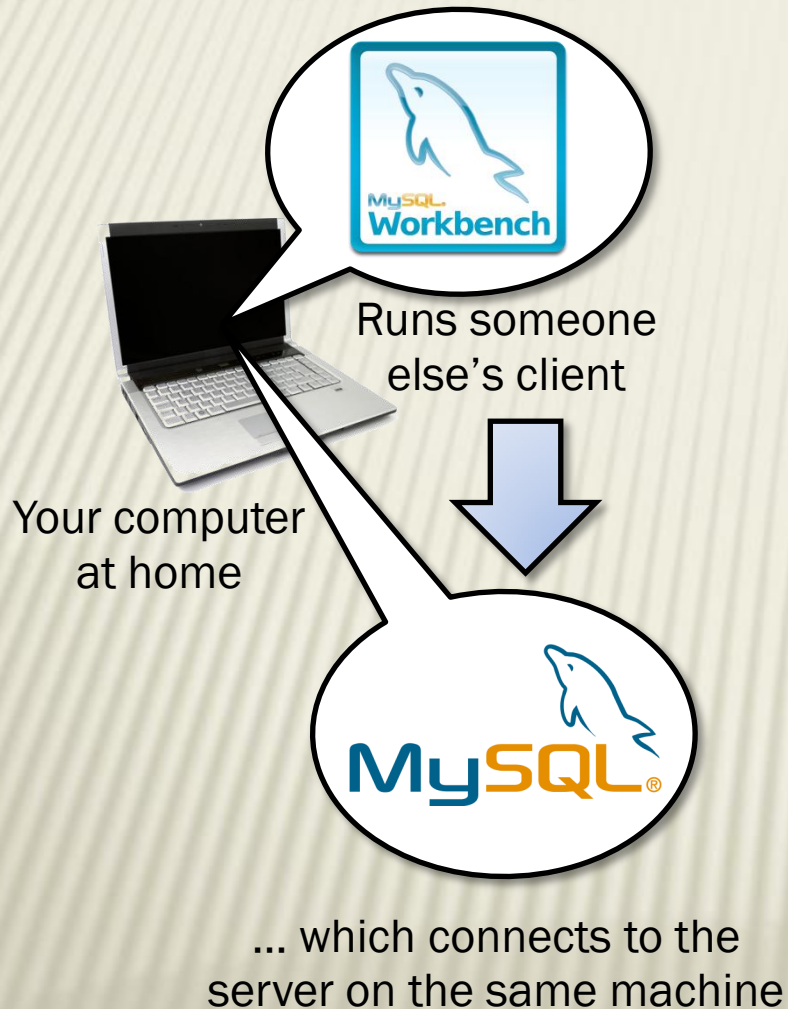 MySQL.
Workbench
Runs someone
else’s client
Your computer
at home
MySQL®
... which connects to the
server on the same machine